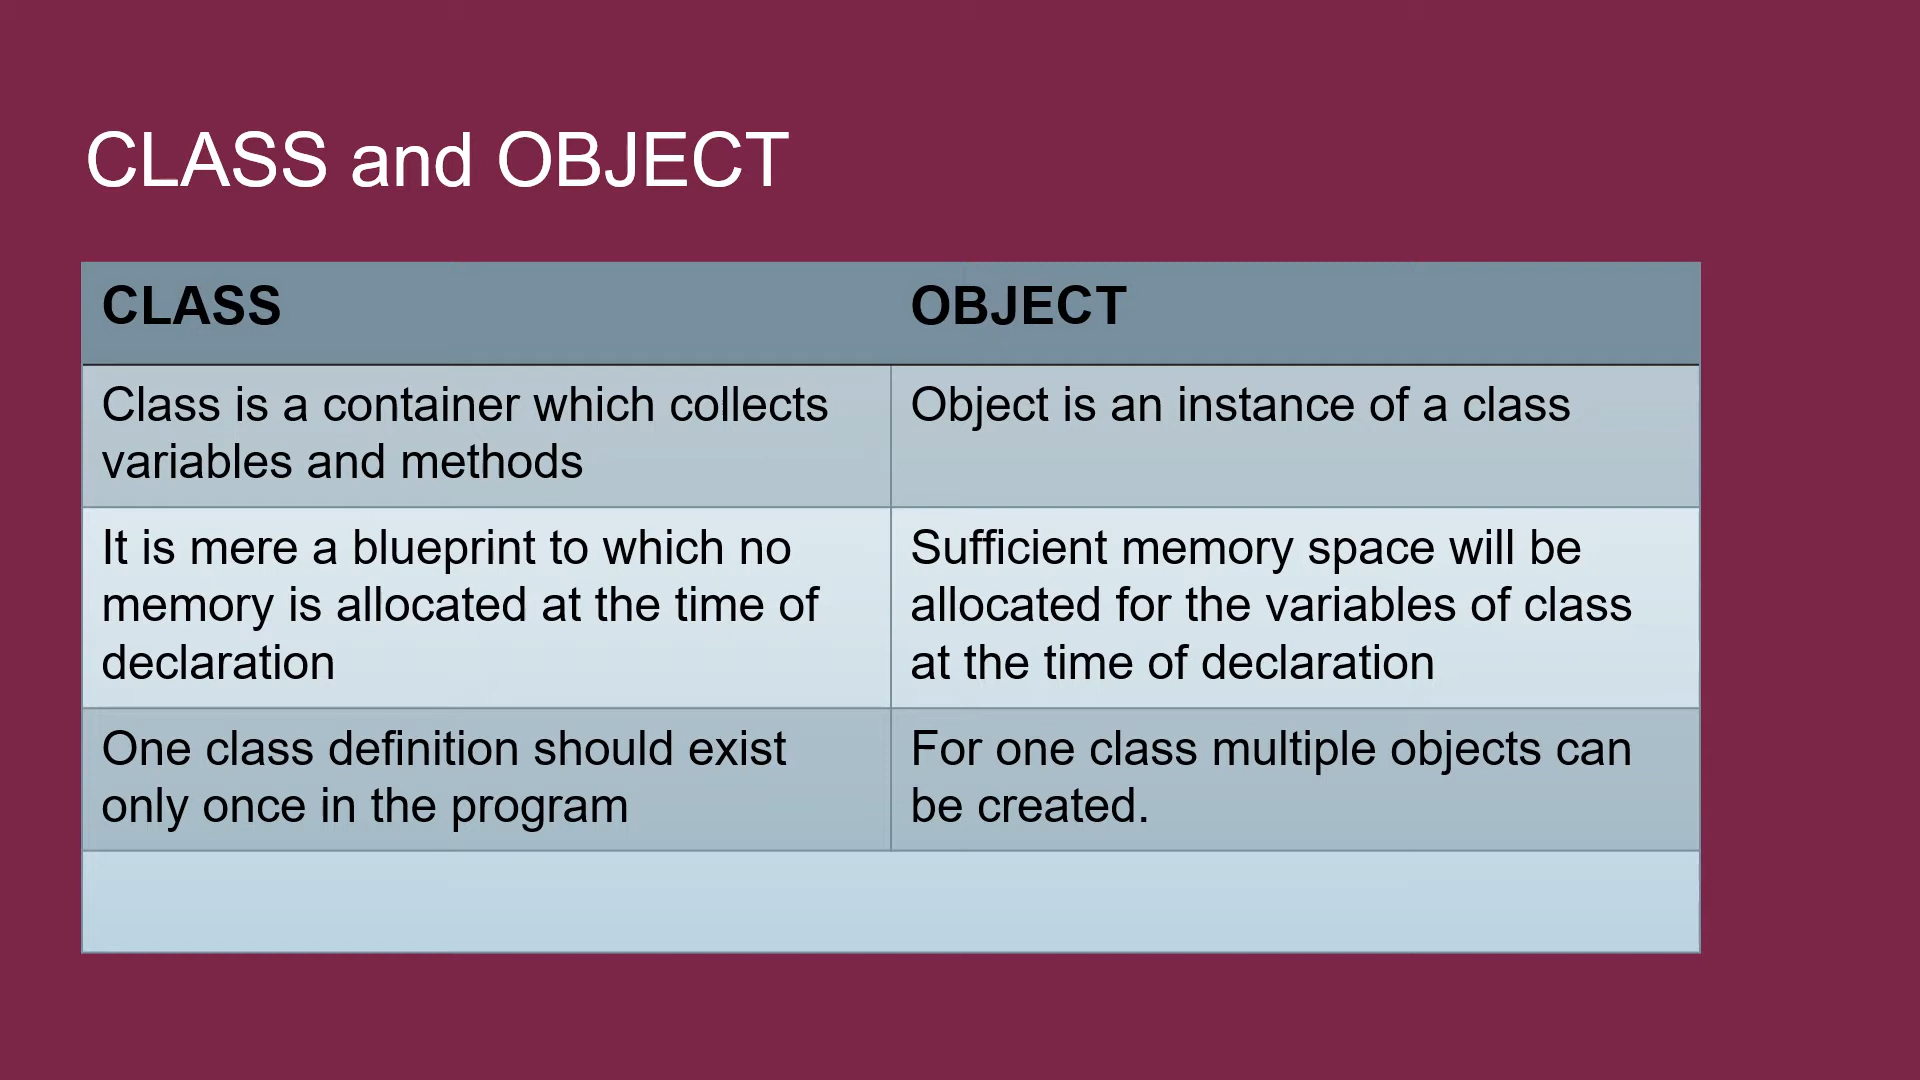 CLASS and OBJECT
CLASS
OBJECT
Class is a container which collects
variables and methods
Object is an instance of a class
It is mere a blueprint to which no
memory is allocated at the time of
declaration
Sufficient memory space will be
allocated for the variables of class
at the time of declaration
One class definition should exist
only once in the program
For one class multiple objects can
be created.